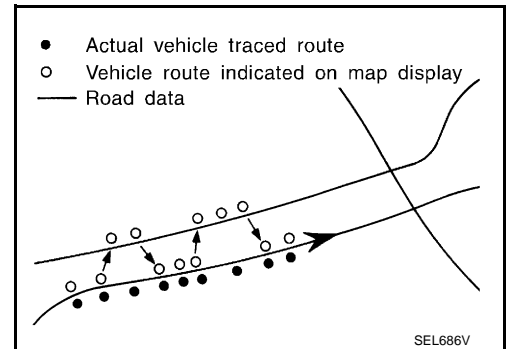 Actual vehicle traced route
Vehicle route indicated on map display
Road data
SEL686V